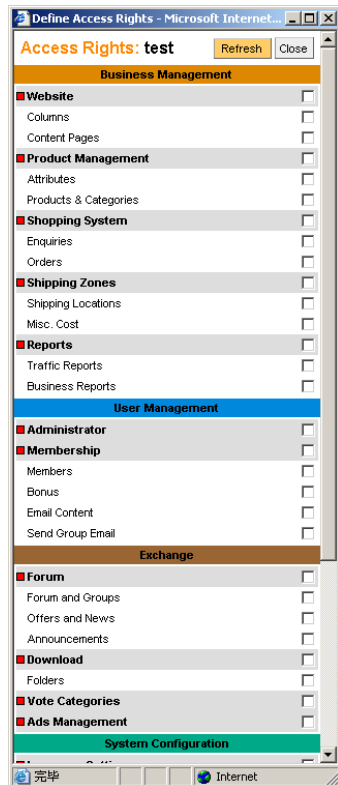 Define Access Rights - Microsoft Internet...
Access Rights: test
Refresh
Close
Business Management
Website
Columns
Content Pages
Product Management
Attributes
Products & Categories
Shopping System
Enquiries
Orders
Shipping Zones
Shipping Locations
Misc. Cost
Reports
Traffic Reports
Business Reports
User Management
Administrator
Membership
Members
Bonus
Email Content
Send Group Email
Exchange
Forum
Forum and Groups
Offers and News
Announcements
Download
Folders
Vote Categories
Ads Management
System Configuration
完毕
Internet